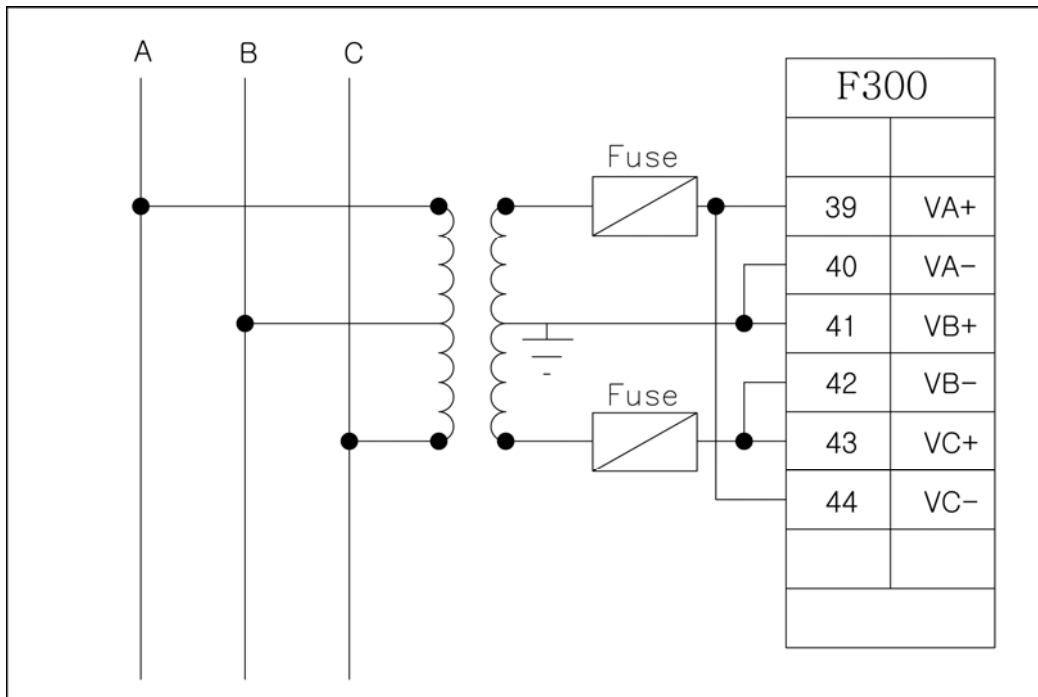 A B C
F300
Fuse
39 VA+
40 VA-
41 VB+
42 VB-
Fuse
43 VC+
44 VC-